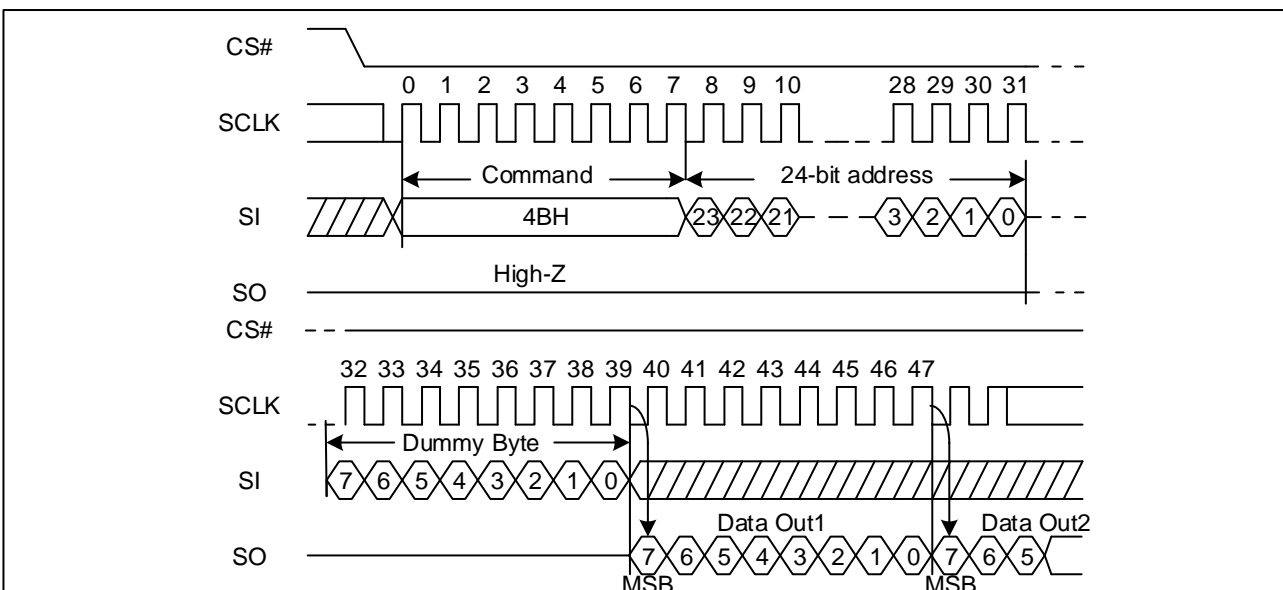 CS#
0 1 2 3 4 5 6 7 8 9 10 28 29 30 31
SCLK
Command 24-bit address
SI 4BH 23 22 21 3 2 1 0
High-Z
SO
CS#
32 33 34 35 36 37 38 39 40 41 42 43 44 45 46 47
SCLK
Dummy Byte
SI 7 6 5 4 3 2 1 0
Data Out1 Data Out2
SO 7 6 5 4 3 2 1 0 7 6 5
MSB MSB